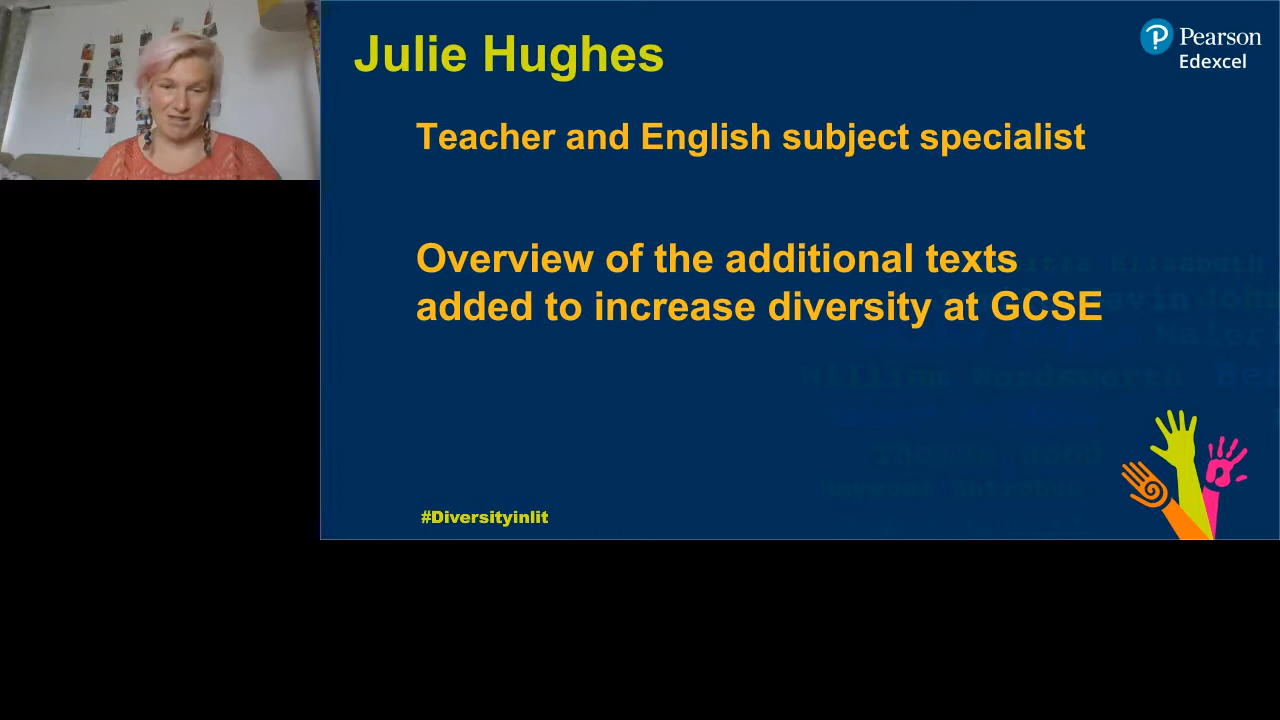 Julie Hughes
Pearson
Edexcel
Teacher and English subject specialist
Overview of the additional texts
added to increase diversity at GCSE
Elizabeth
William Wordsworth
#Diversityinlit